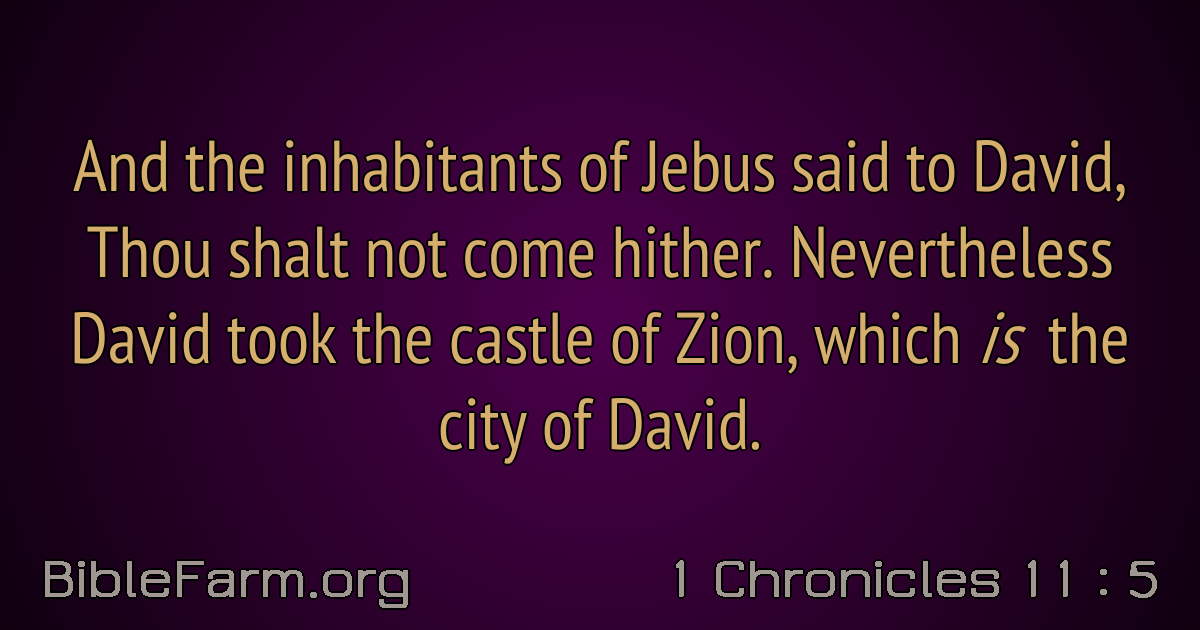 And the inhabitants of Jebus said to David,
Thou shalt not come hither. Nevertheless
David took the castle of Zion, which is the
city of David.
BibleFarm.org
1 Chronicles 11 : 5